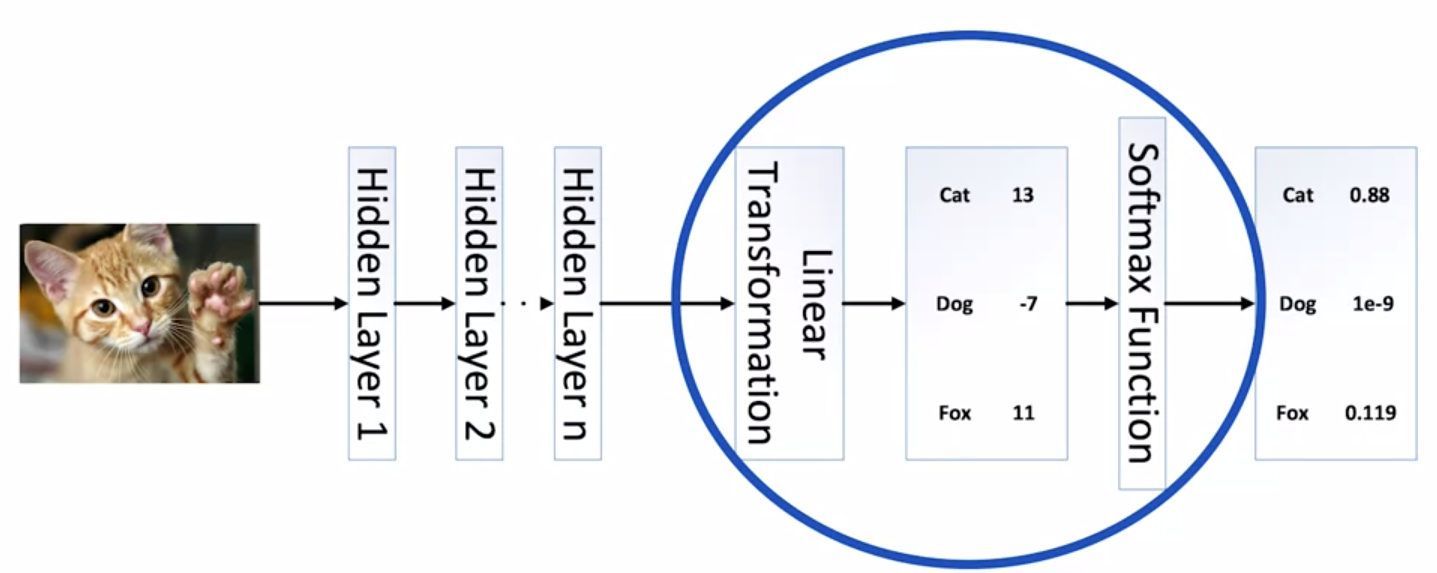 Hidden Layer 1
Hidden Layer 2
Hidden Layer n
Linear
Transformation
Cat 13
Dog -7
Fox 11
Softmax Function
Cat 0.88
Dog 1e-9
Fox 0.119